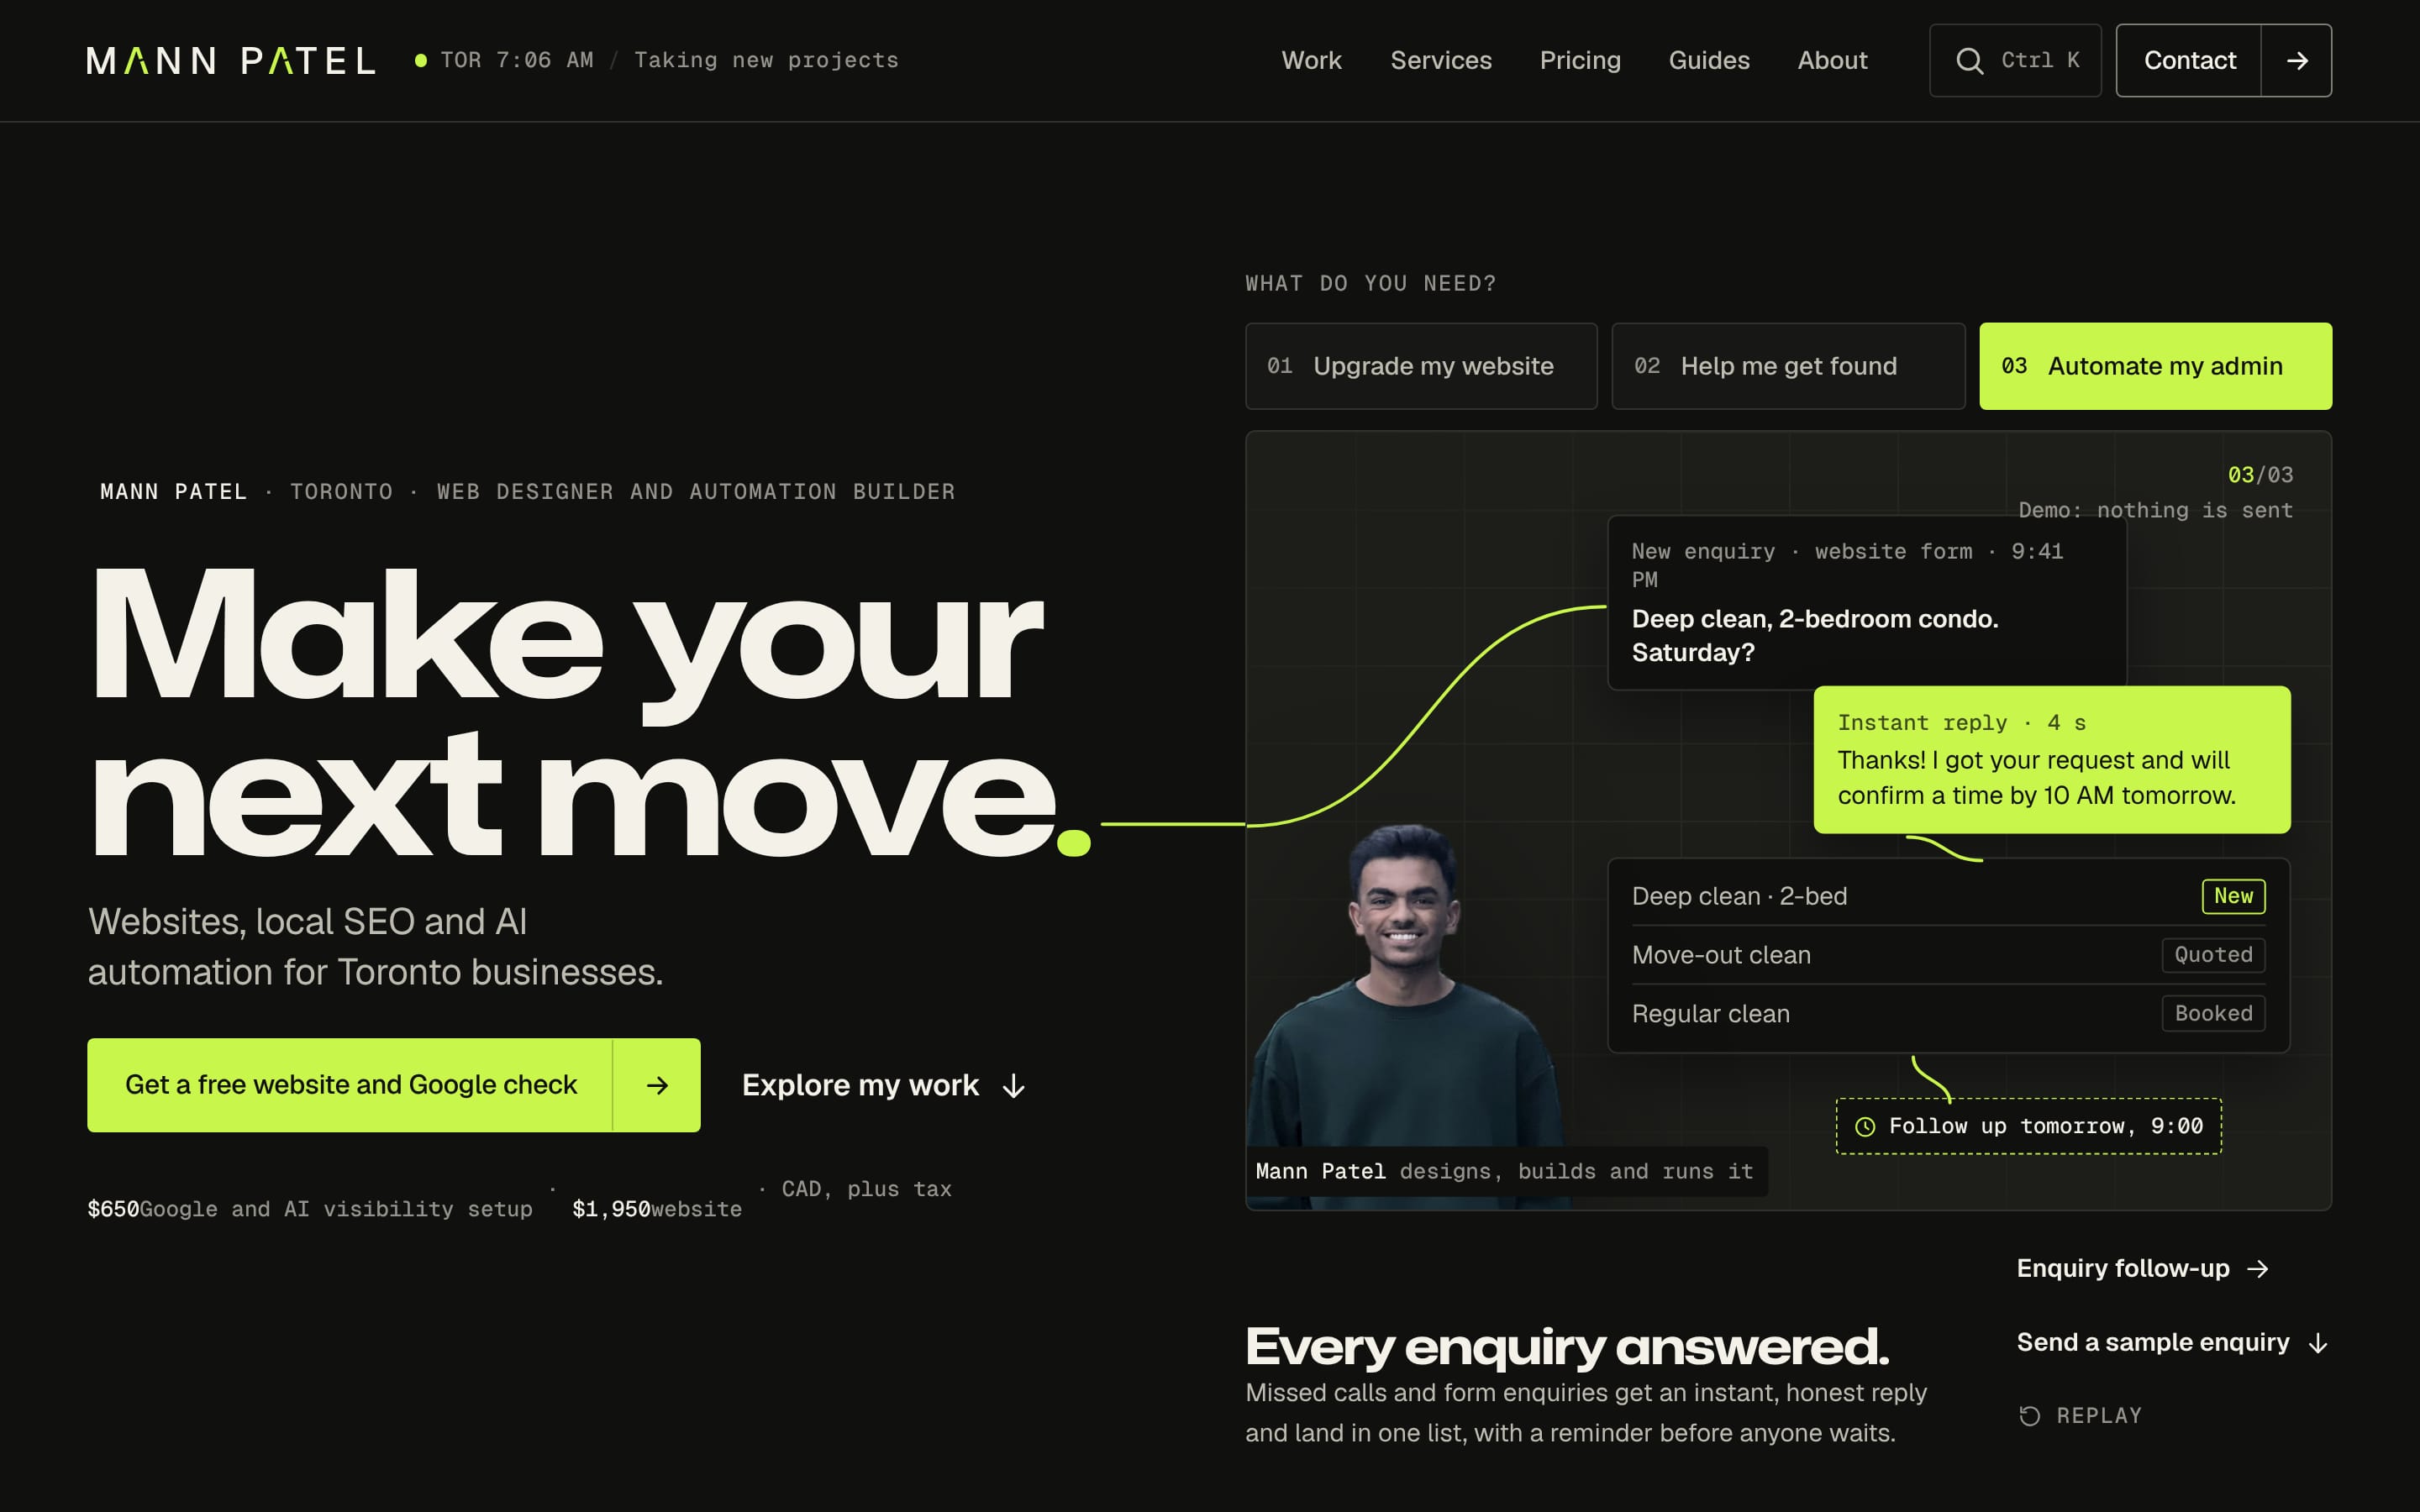 MANN PATEL
TOR 7:06 AM / Taking new projects
Work
Services
Pricing
Guides
About
Ctrl K
Contact →
MANN PATEL · TORONTO · WEB DESIGNER AND AUTOMATION BUILDER
Make your
next move.
Websites, local SEO and AI
automation for Toronto businesses.
Get a free website and Google check →
Explore my work ↓
$650Google and AI visibility setup · $1,950website · CAD, plus tax
WHAT DO YOU NEED?
01 Upgrade my website
02 Help me get found
03 Automate my admin
03/03
Demo: nothing is sent
New enquiry · website form · 9:41
PM
Deep clean, 2-bedroom condo.
Saturday?
Instant reply · 4 s
Thanks! I got your request and will
confirm a time by 10 AM tomorrow.
Deep clean · 2-bed New
Move-out clean Quoted
Regular clean Booked
Follow up tomorrow, 9:00
Mann Patel designs, builds and runs it
Every enquiry answered.
Missed calls and form enquiries get an instant, honest reply
and land in one list, with a reminder before anyone waits.
Enquiry follow-up →
Send a sample enquiry ↓
REPLAY